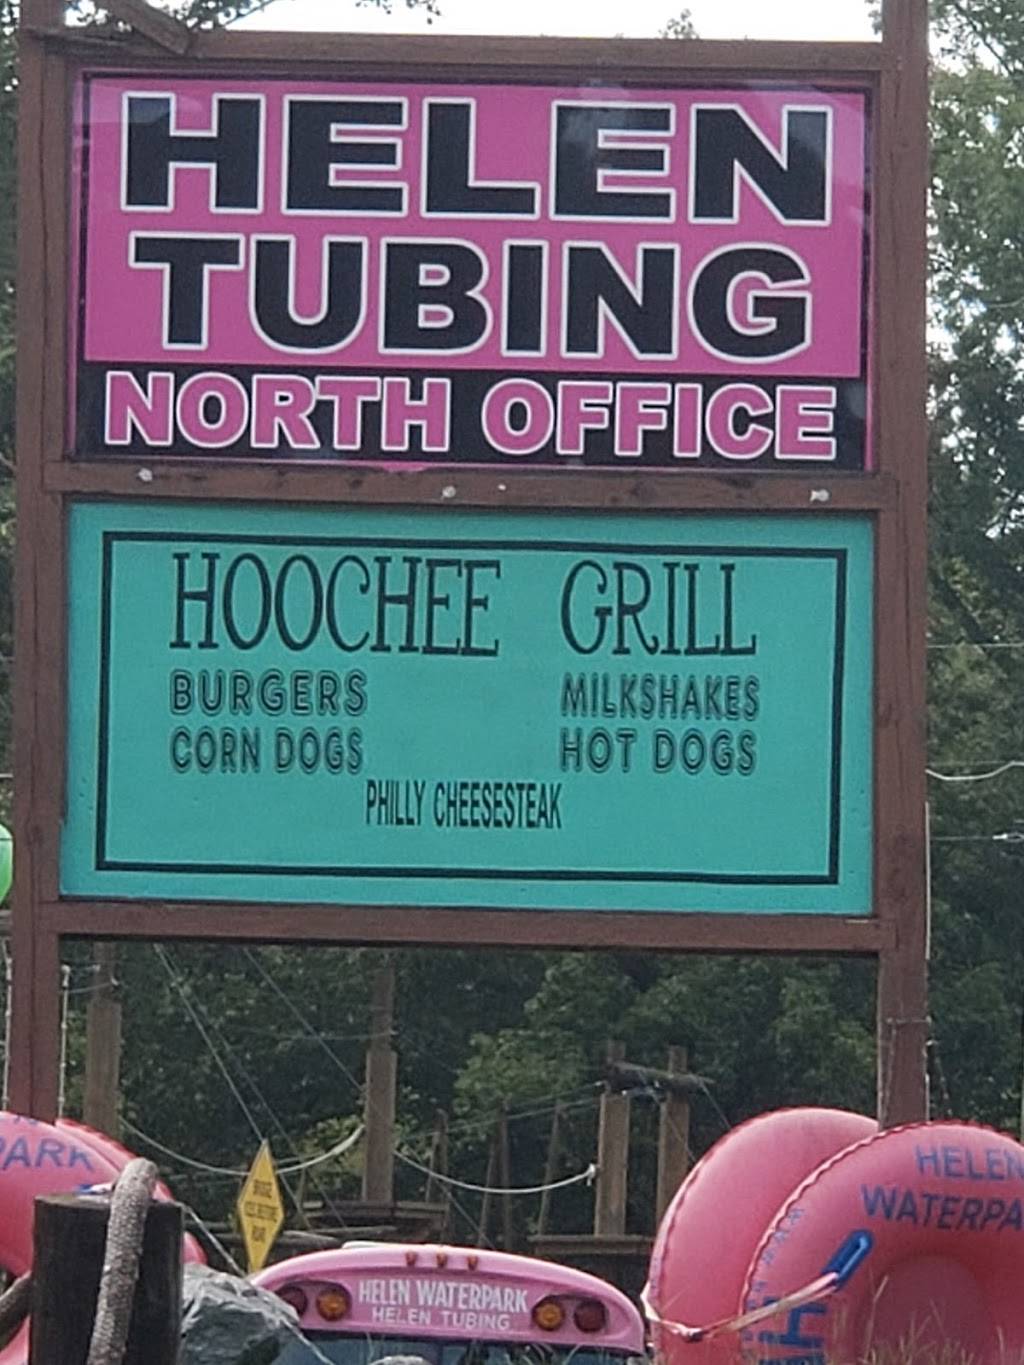 HELEN
TUBING
NORTH OFFICE
HOOCHEE GRILL
BURGERS MILKSHAKES
CORN DOGS HOT DOGS
PHILLY CHEESESTEAK
PARK
HELEN
WATERPA
HELEN WATERPARK
HELEN TUBING